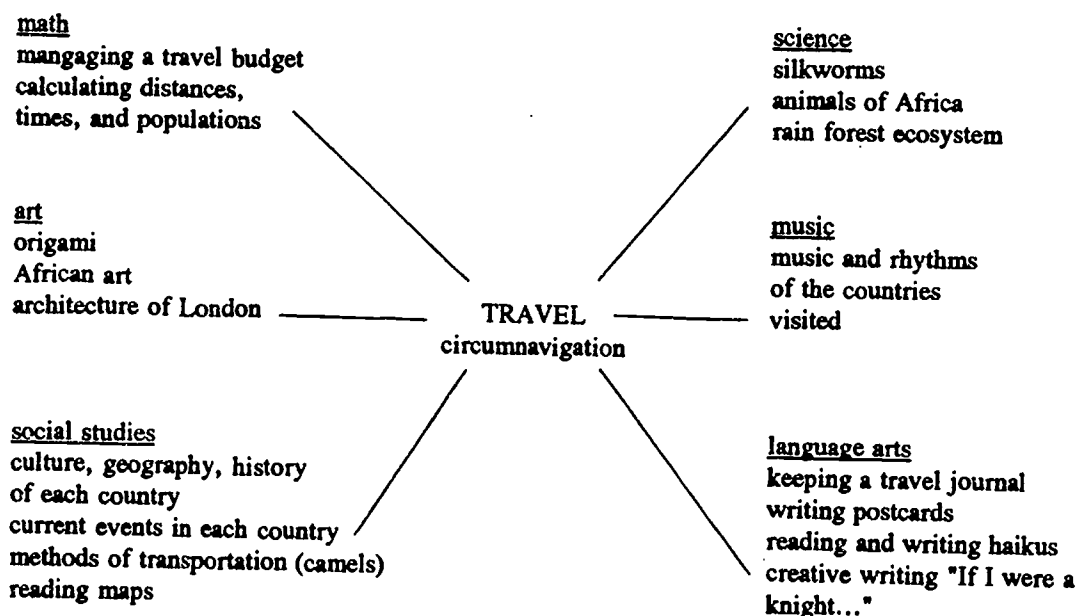 math
mangaging a travel budget
calculating distances,
times, and populations
science
silkworms
animals of Africa
rain forest ecosystem
art
origami
African art
architecture of London
music
music and rhythms
of the countries
visited
TRAVEL
circumnavigation
social studies
culture, geography, history
of each country
current events in each country
methods of transportation (camels)
reading maps
language arts
keeping a travel journal
writing postcards
reading and writing haikus
creative writing "If I were a
knight..."